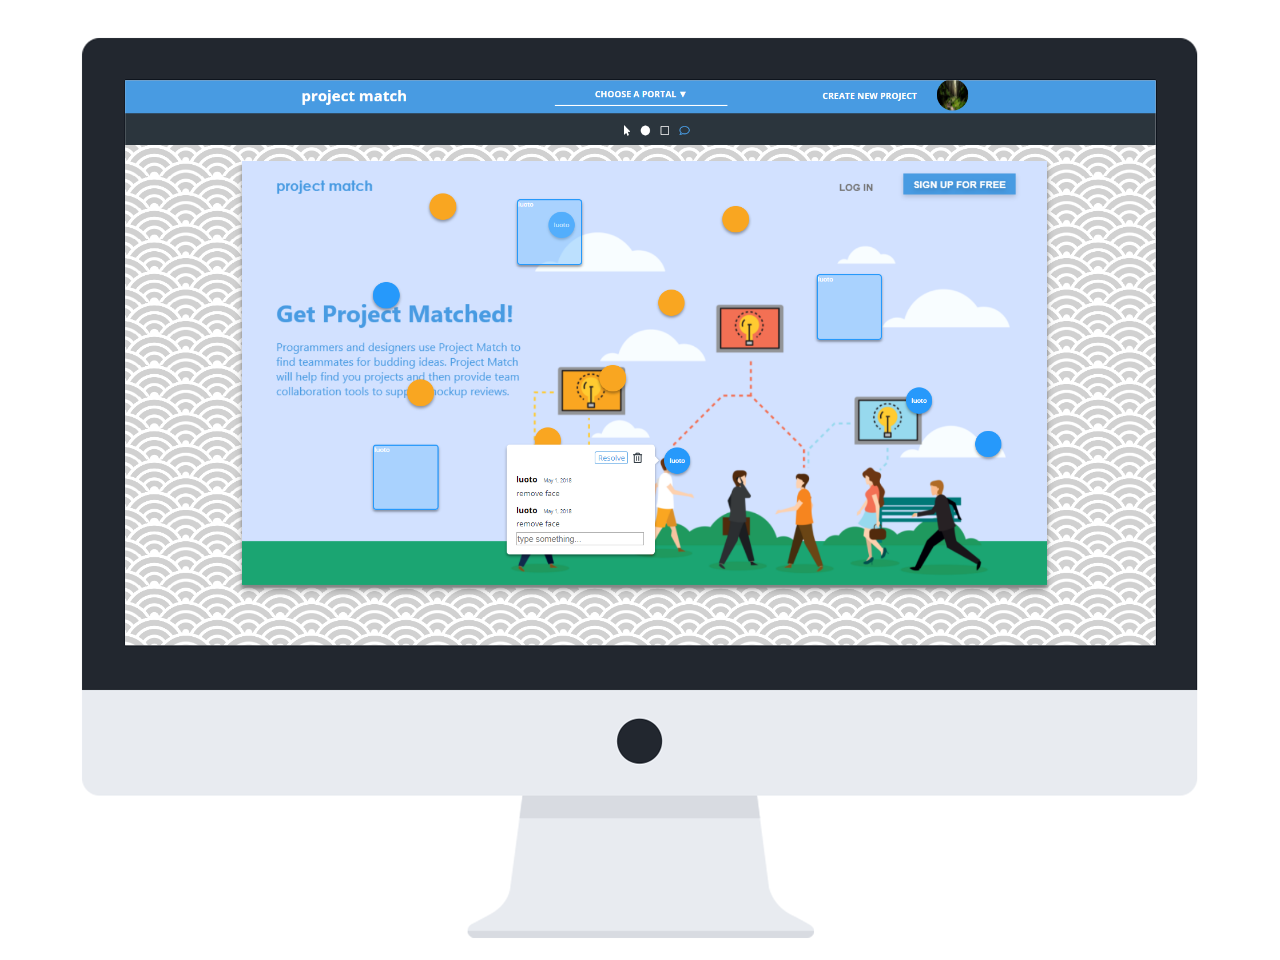 project match
CHOOSE A PORTAL ▼
CREATE NEW PROJECT
project match
LOG IN
SIGN UP FOR FREE
luoto
luoto
luoto
Get Project Matched!
Programmers and designers use Project Match to
find teammates for budding ideas. Project Match
will help find you projects and then provide team
collaboration tools to supp mockup reviews.
luoto
luoto
luoto
Resolve
luoto May 1, 2018
remove face
luoto May 1, 2018
remove face
type something...